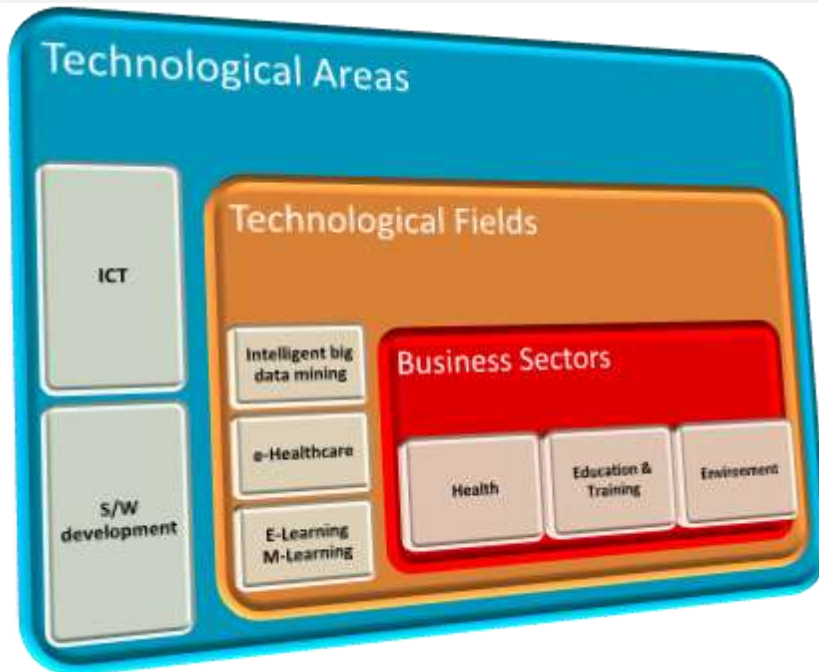 Technological Areas
ICT
S/W
development
Technological Fields
Intelligent big
data mining
e-Healthcare
E-Learning
M-Learning
Business Sectors
Health
Education &
Training
Environment